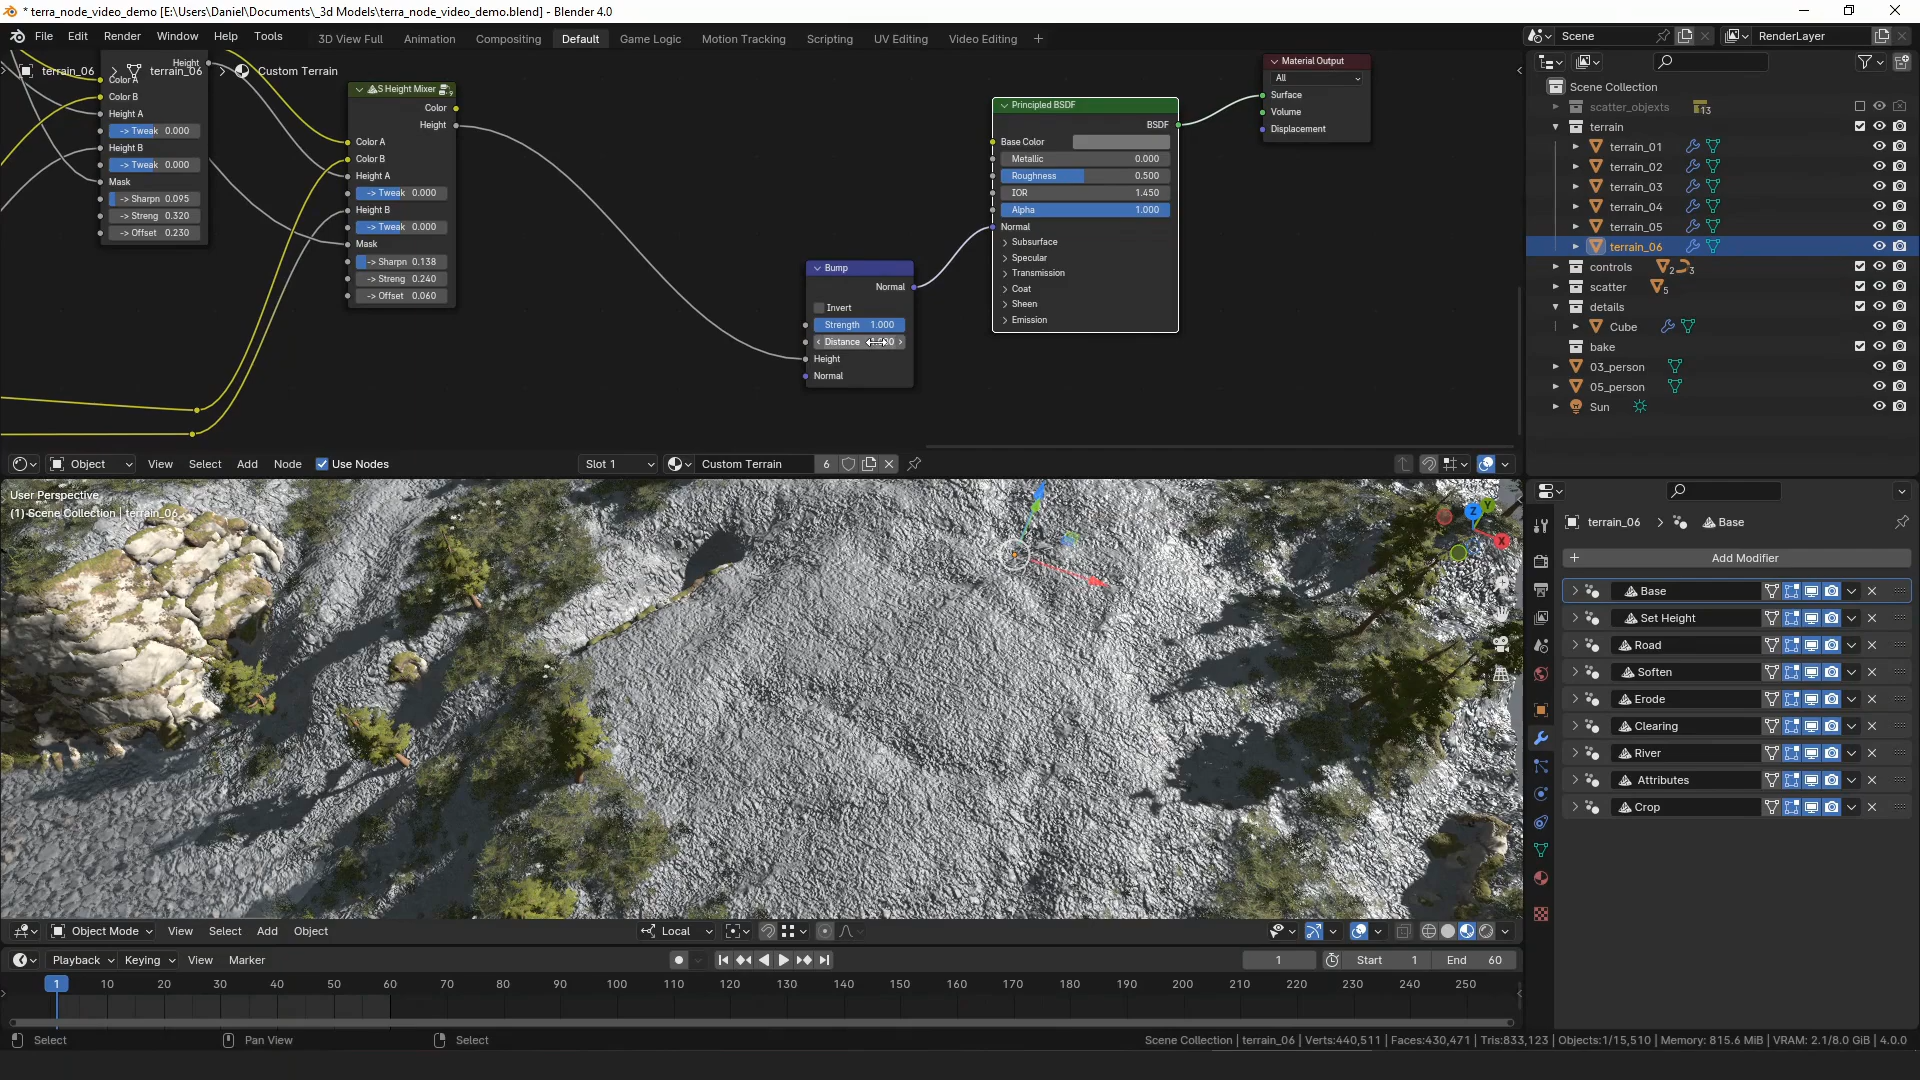 * terra_node_video_demo [E:\Users\Daniel\Documents\_3d Models\terra_node_video_demo.blend] - Blender 4.0
File Edit Render Window Help Tools
3D View Full Animation Compositing Default Game Logic Motion Tracking Scripting UV Editing Video Editing +
Scene RenderLayer
terrain_06 > terrain_06 > Custom Terrain
Height
Color A
Color B
Height A
-> Tweak 0.000
Height B
-> Tweak 0.000
Mask
-> Sharpn 0.095
-> Streng 0.320
-> Offset 0.230
S Height Mixer
Color
Height
Color A
Color B
Height A
-> Tweak 0.000
Height B
-> Tweak 0.000
Mask
-> Sharpn 0.138
-> Streng 0.240
-> Offset 0.060
Bump
Normal
Invert
Strength 1.000
Distance
Height
Normal
Principled BSDF
BSDF
Base Color
Metallic 0.000
Roughness 0.500
IOR 1.450
Alpha 1.000
Normal
Subsurface
Specular
Transmission
Coat
Sheen
Emission
Material Output
All
Surface
Volume
Displacement
Object View Select Add Node Use Nodes Slot 1 Custom Terrain 6
Scene Collection
scatter_objexts 13
terrain
terrain_01
terrain_02
terrain_03
terrain_04
terrain_05
terrain_06
controls 2 3
scatter 5
details
Cube
bake
03_person
05_person
Sun
User Perspective
(1) Scene Collection | terrain_06
Z
Y
X
terrain_06 > Base
+ Add Modifier
Base
Set Height
Road
Soften
Erode
Clearing
River
Attributes
Crop
Object Mode View Select Add Object Local
Playback Keying View Marker 1 Start 1 End 60
1 10 20 30 40 50 60 70 80 90 100 110 120 130 140 150 160 170 180 190 200 210 220 230 240 250
Select Pan View Select
Scene Collection | terrain_06 | Verts:440,511 | Faces:430,471 | Tris:833,123 | Objects:1/15,510 | Memory: 815.6 MiB | VRAM: 2.1/8.0 GiB | 4.0.0